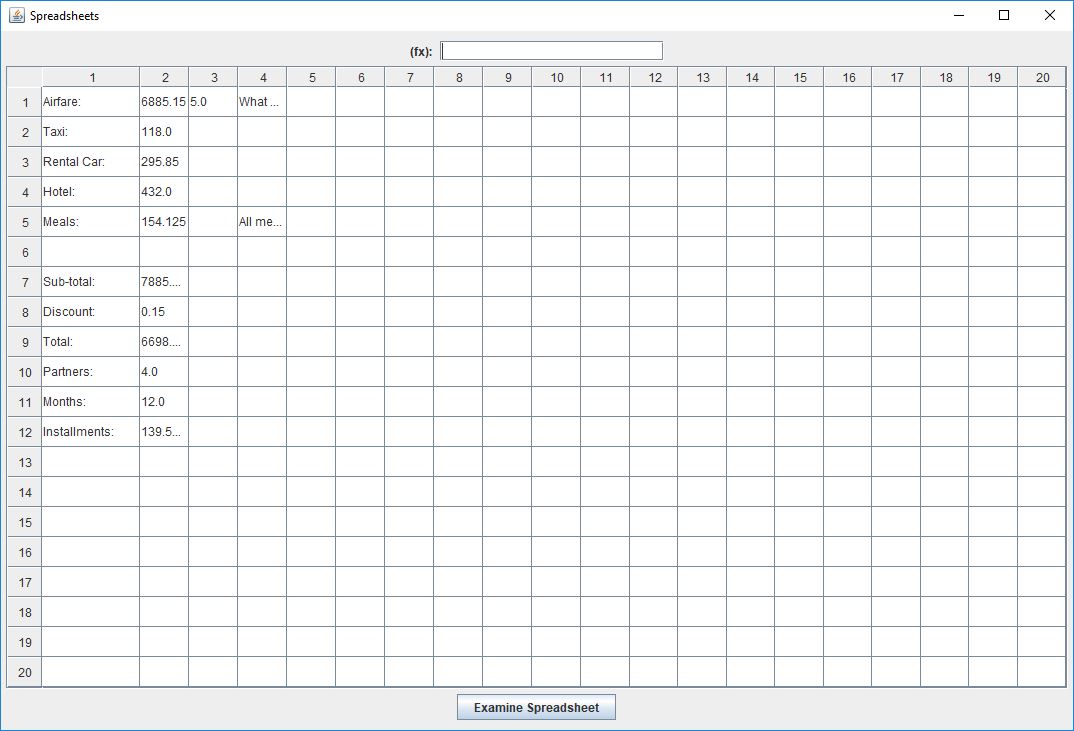 Spreadsheets
(fx):
1 2 3 4 5 6 7 8 9 10 11 12 13 14 15 16 17 18 19 20
1 Airfare: 6885.15 5.0 What ...
2 Taxi: 118.0
3 Rental Car: 295.85
4 Hotel: 432.0
5 Meals: 154.125 All me...
6
7 Sub-total: 7885....
8 Discount: 0.15
9 Total: 6698....
10 Partners: 4.0
11 Months: 12.0
12 Installments: 139.5...
13
14
15
16
17
18
19
20
Examine Spreadsheet